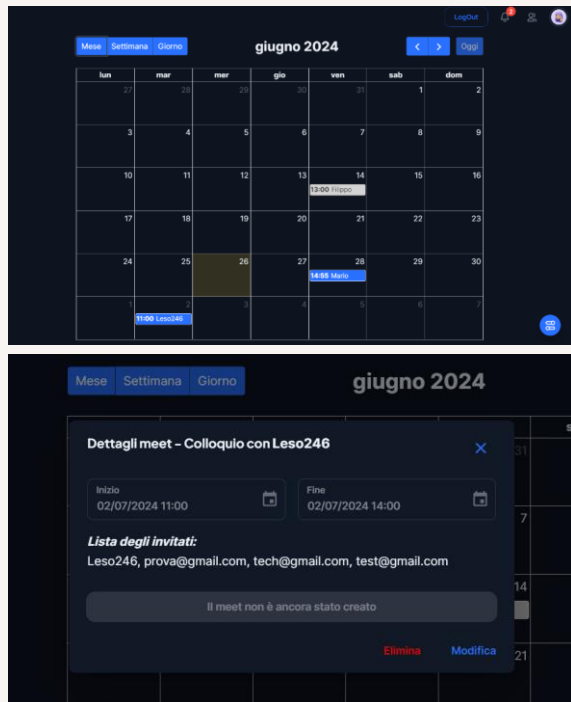 LogOut
2
Mese Settimana Giorno giugno 2024 Oggi
lun mar mer gio ven sab dom
27 28 29 30 31 1 2
3 4 5 6 7 8 9
10 11 12 13 14 15 16
13:00 Filippo
17 18 19 20 21 22 23
24 25 26 27 28 29 30
14:55 Mario
1 2 3 4 5 6 7
11:00 Leso246
Mese Settimana Giorno giugno 2024
s
Dettagli meet - Colloquio con Leso246
31
Inizio Fine
02/07/2024 11:00 02/07/2024 14:00
7
Lista degli invitati:
Leso246, prova@gmail.com, tech@gmail.com, test@gmail.com
14
Il meet non è ancora stato creato
Elimina Modifica
21